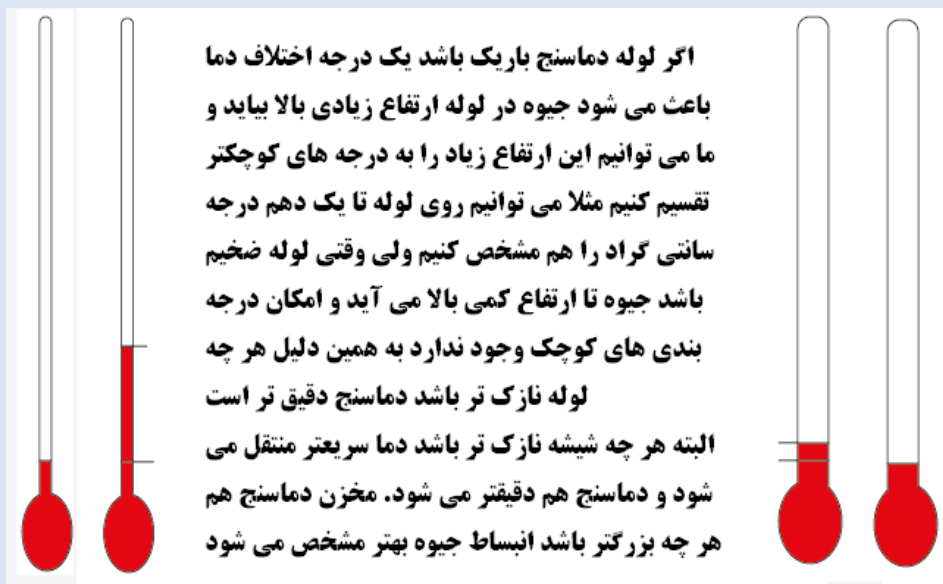 اگر لوله دماسنج باریک باشد یک درجه اختلاف دما
باعث می شود جیوه در لوله ارتفاع زیادی بالا بیاید و
ما می توانیم این ارتفاع زیاد را به درجه های کوچکتر
تقسیم کنیم مثلا می توانیم روی لوله تا یک دهم درجه
سانتی گراد را هم مشخص کنیم ولی وقتی لوله ضخیم
باشد جیوه تا ارتفاع کمی بالا می آید و امکان درجه
بندی های کوچک وجود ندارد به همین دلیل هر چه
لوله نازک تر باشد دماسنج دقیق تر است
البته هر چه شیشه نازک تر باشد دما سریعتر منتقل می
شود و دماسنج هم دقیقتر می شود. مخزن دماسنج هم
هر چه بزرگتر باشد انبساط جیوه بهتر مشخص می شود